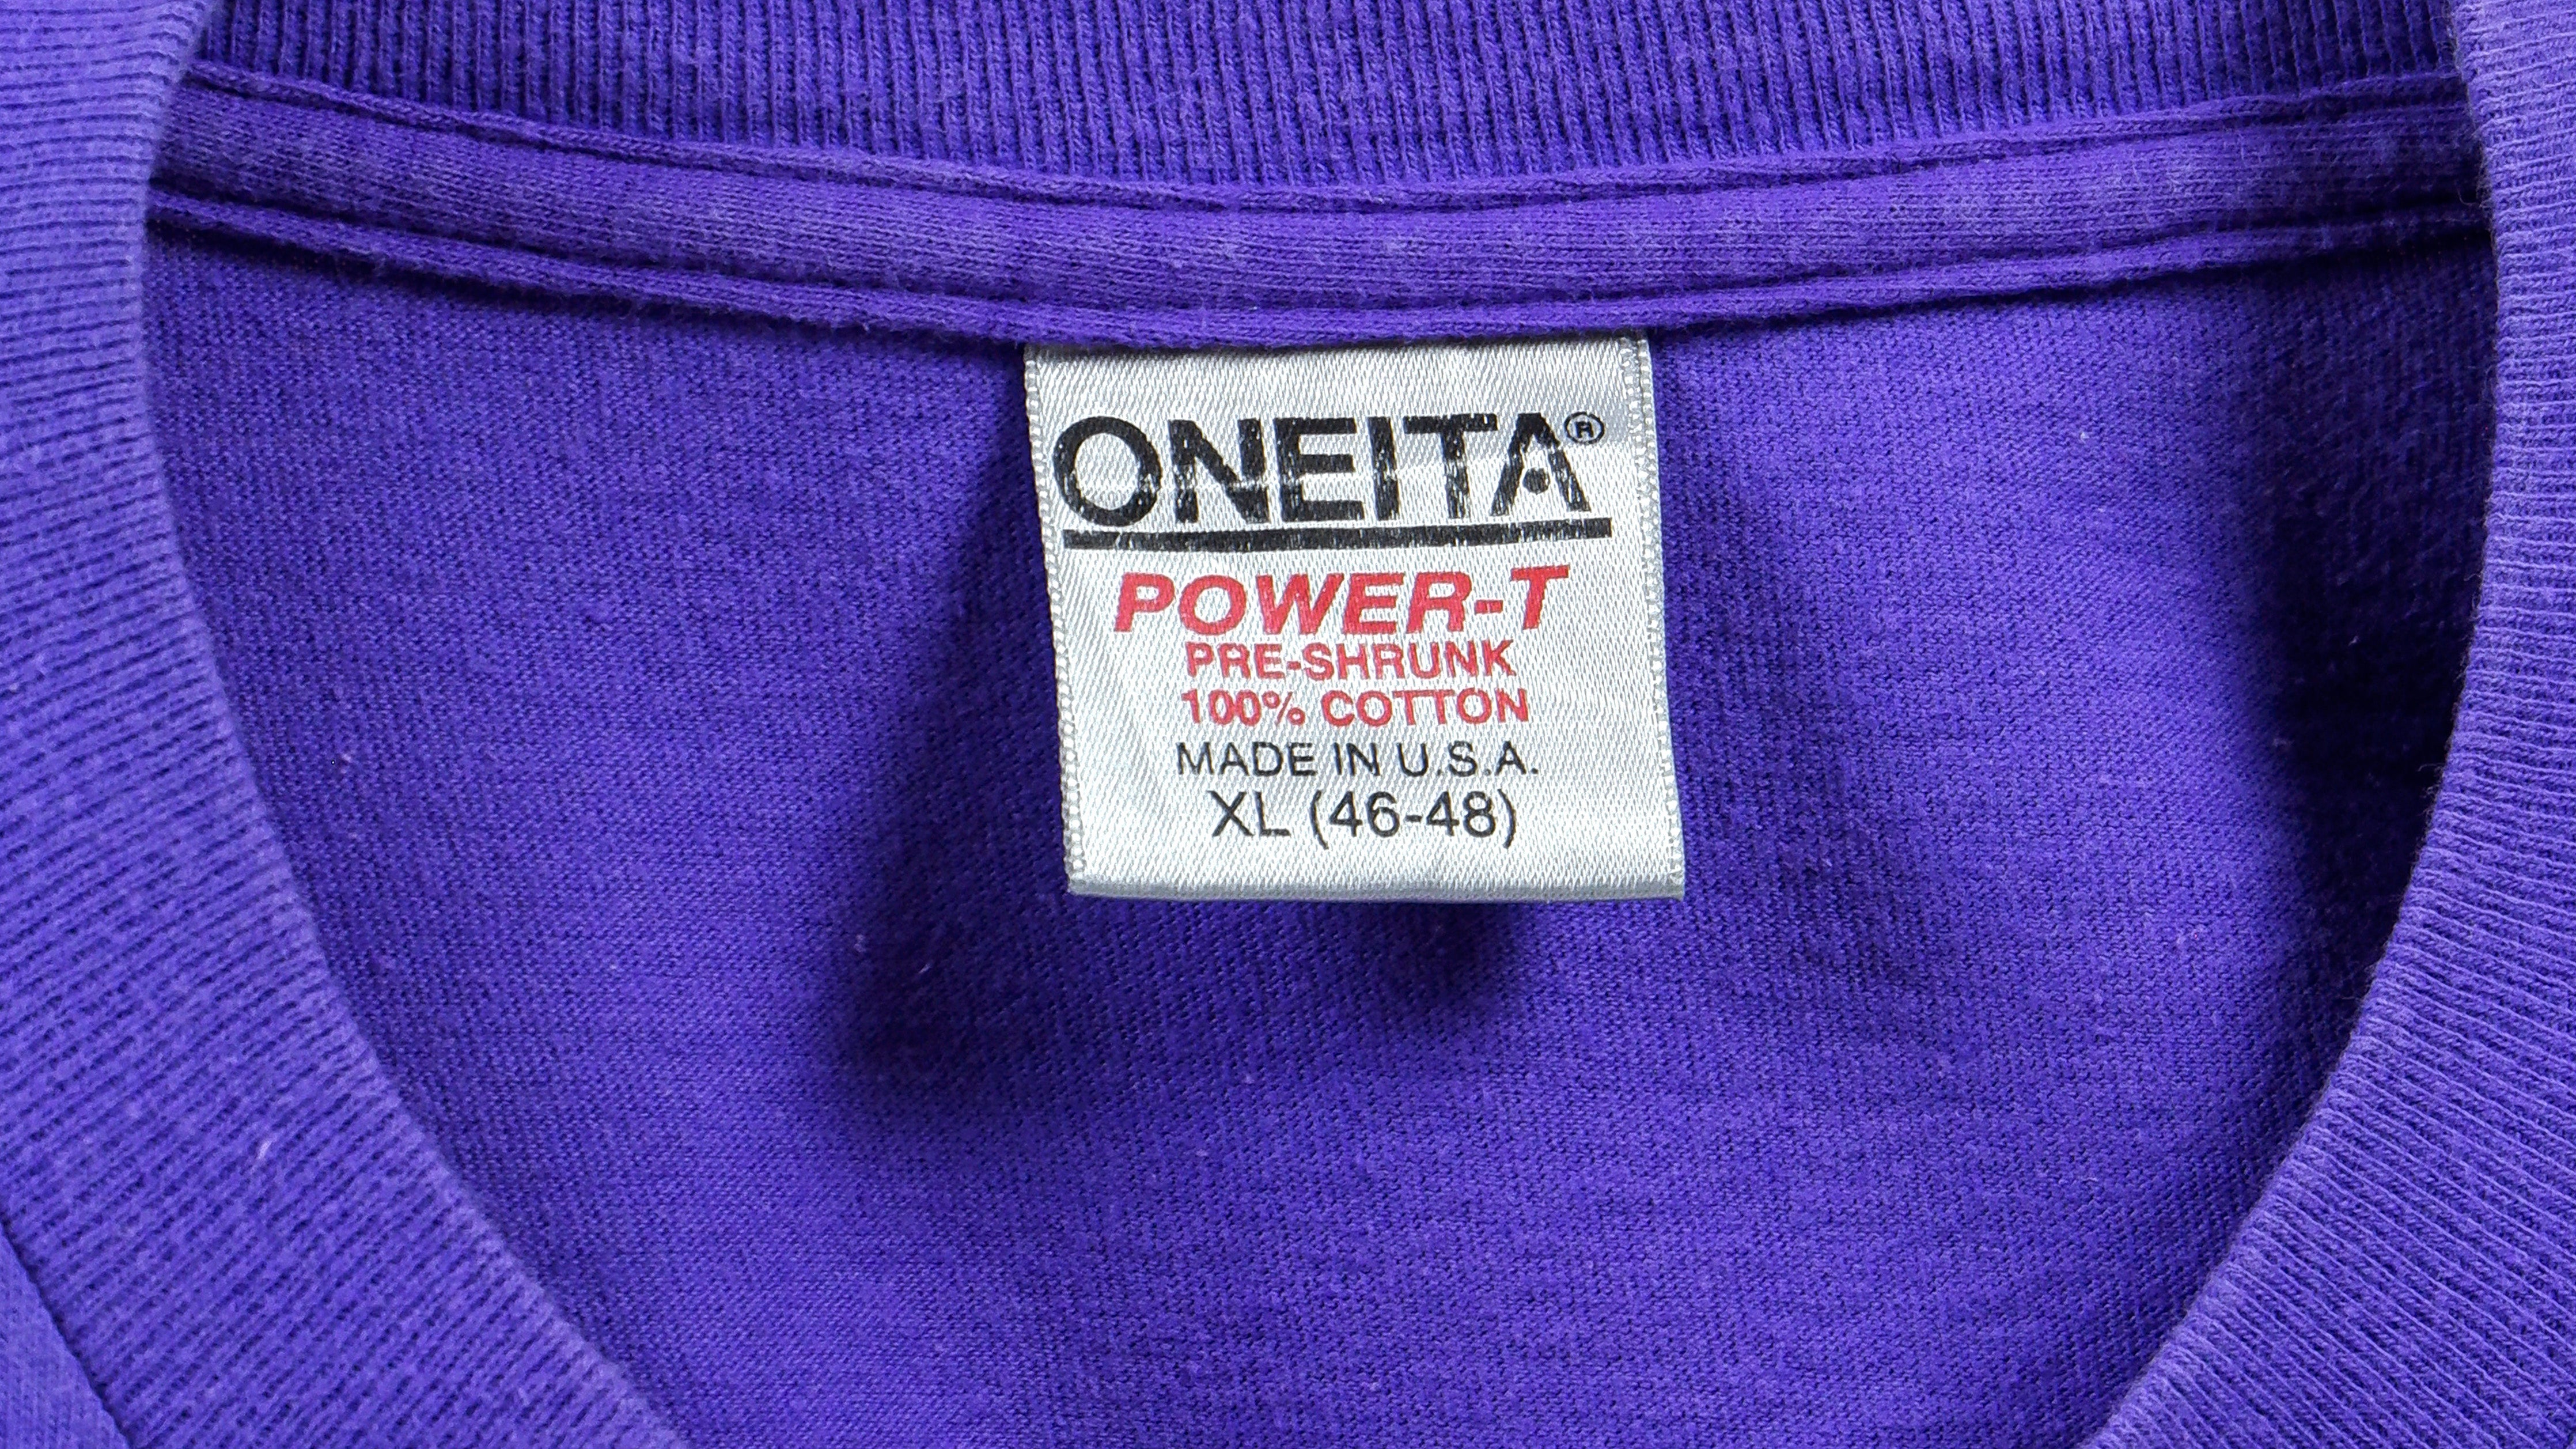 ONEITA®
POWER-T
PRE-SHRUNK
100% COTTON
MADE IN U.S.A.
XL (46-48)